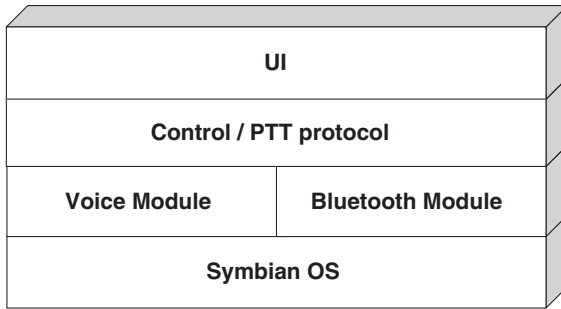 UI
Control / PTT protocol
Voice Module
Bluetooth Module
Symbian OS